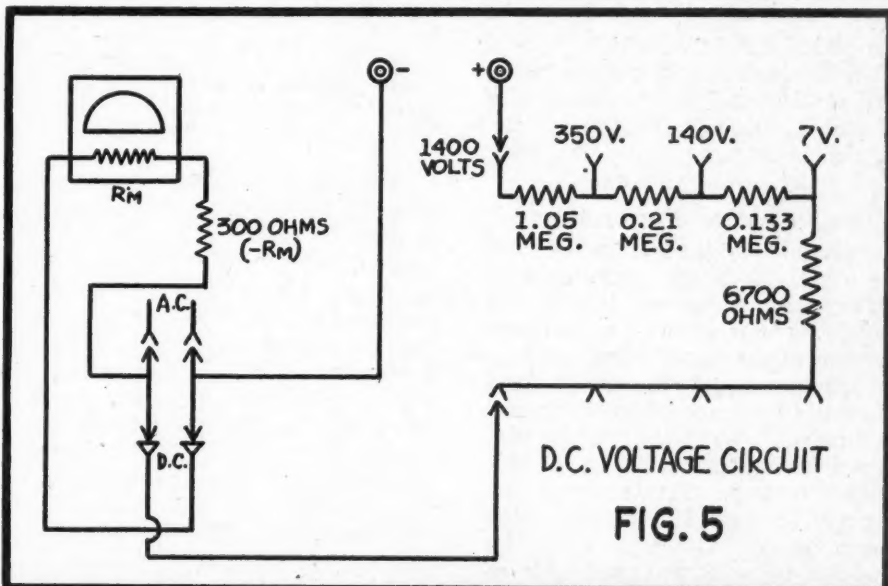 - +
1400 VOLTS
350V.
140V.
7V.
RM
300 OHMS
(-RM)
1.05 MEG.
0.21 MEG.
0.133 MEG.
6700 OHMS
A.C.
D.C.
D.C. VOLTAGE CIRCUIT
FIG. 5